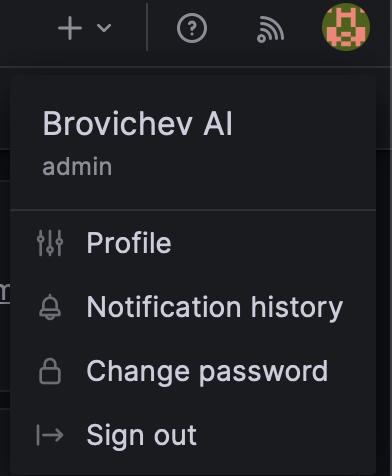 Brovichev AI
admin
Profile
Notification history
Change password
Sign out